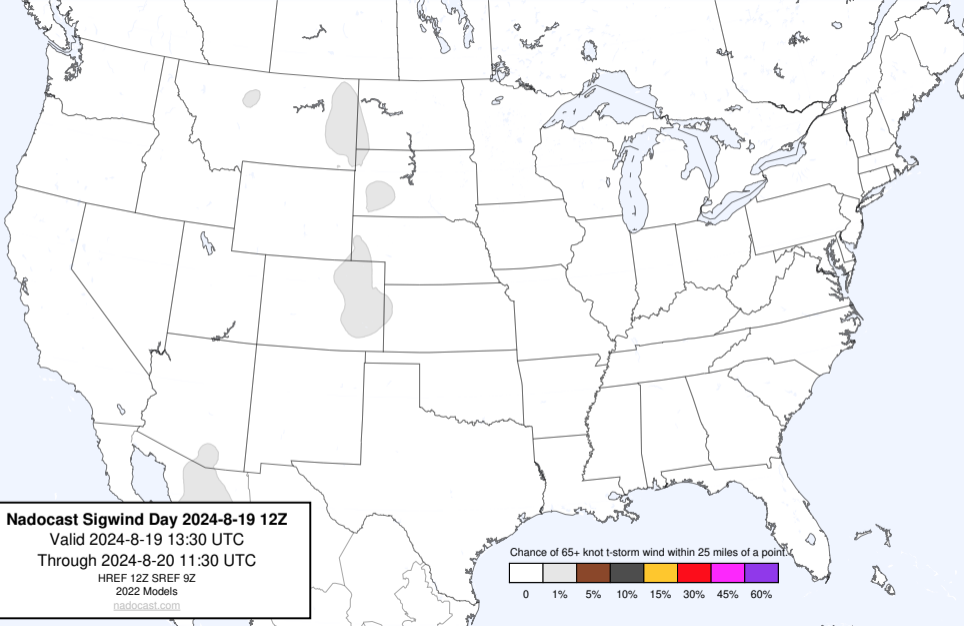 Nadocast Sigwind Day 2024-8-19 12Z
Valid 2024-8-19 13:30 UTC
Through 2024-8-20 11:30 UTC
HREF 12Z SREF 9Z
2022 Models
nadocast.com
Chance of 65+ knot t-storm wind within 25 miles of a point.
0 1% 5% 10% 15% 30% 45% 60%